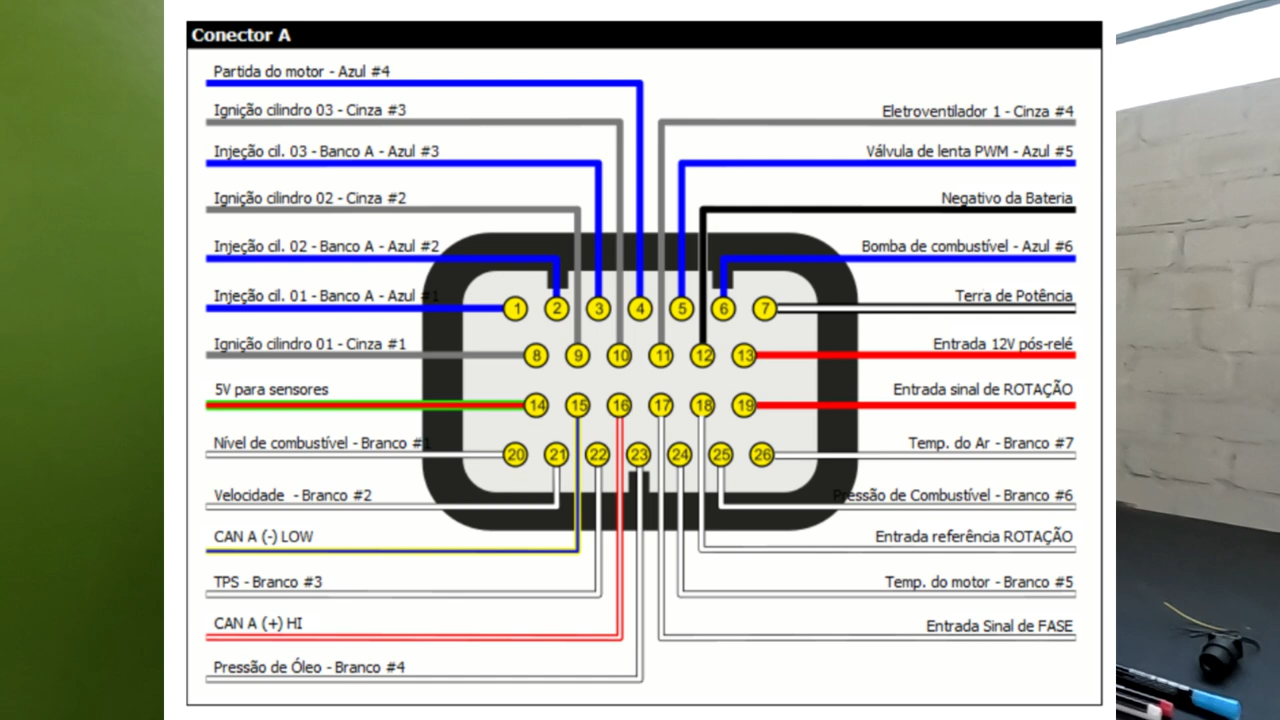 Conector A
Partida do motor - Azul #4
Ignição cilindro 03 - Cinza #3
Injeção cil. 03 - Banco A - Azul #3
Ignição cilindro 02 - Cinza #2
Injeção cil. 02 - Banco A - Azul #2
Injeção cil. 01 - Banco A - Azul #1
Ignição cilindro 01 - Cinza #1
5V para sensores
Nível de combustível - Branco #1
Velocidade - Branco #2
CAN A (-) LOW
TPS - Branco #3
CAN A (+) HI
Pressão de Óleo - Branco #4
Eletroventilador 1 - Cinza #4
Válvula de lenta PWM - Azul #5
Negativo da Bateria
Bomba de combustível - Azul #6
Terra de Potência
Entrada 12V pós-relé
Entrada sinal de ROTAÇÃO
Temp. do Ar - Branco #7
Pressão de Combustível - Branco #6
Entrada referência ROTAÇÃO
Temp. do motor - Branco #5
Entrada Sinal de FASE
1 2 3 4 5 6 7
8 9 10 11 12 13
14 15 16 17 18 19
20 21 22 23 24 25 26